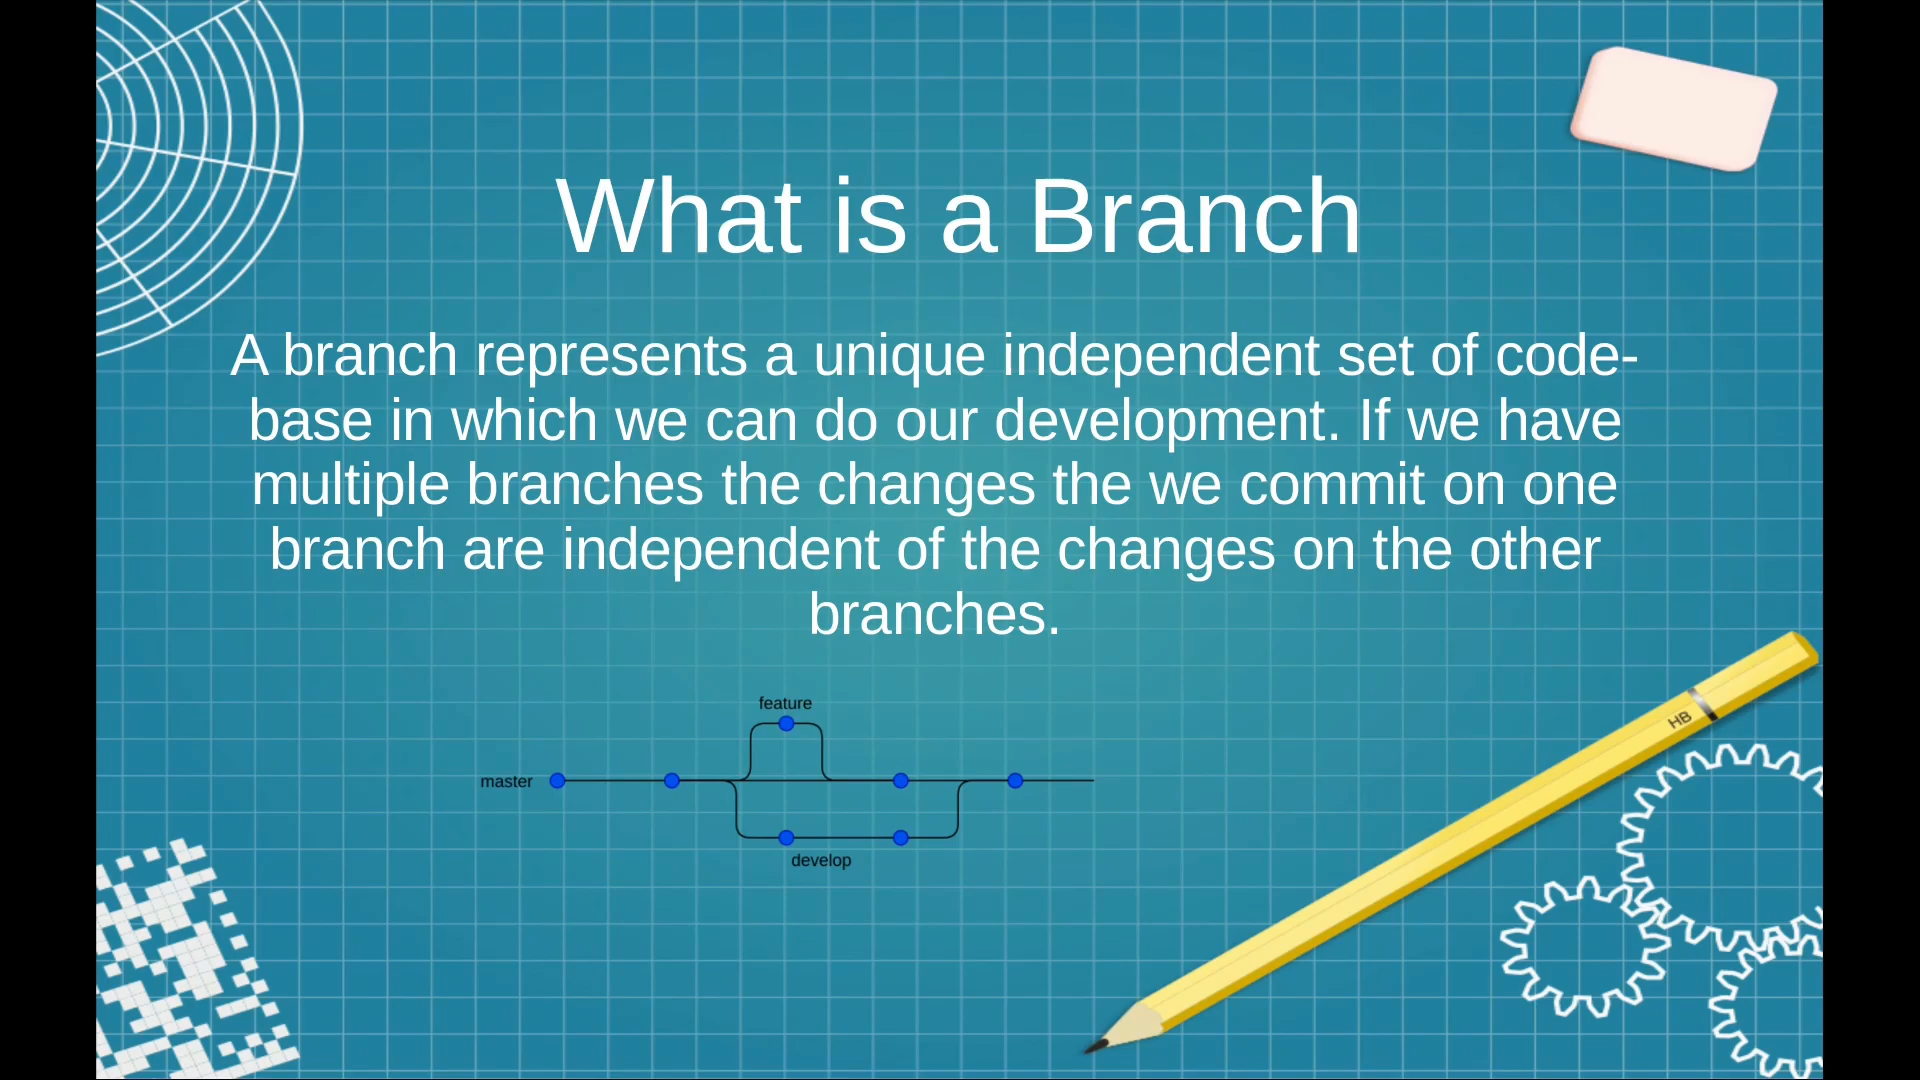 What is a Branch
A branch represents a unique independent set of code-
base in which we can do our development. If we have
multiple branches the changes the we commit on one
branch are independent of the changes on the other
branches.
feature
HB
master
develop